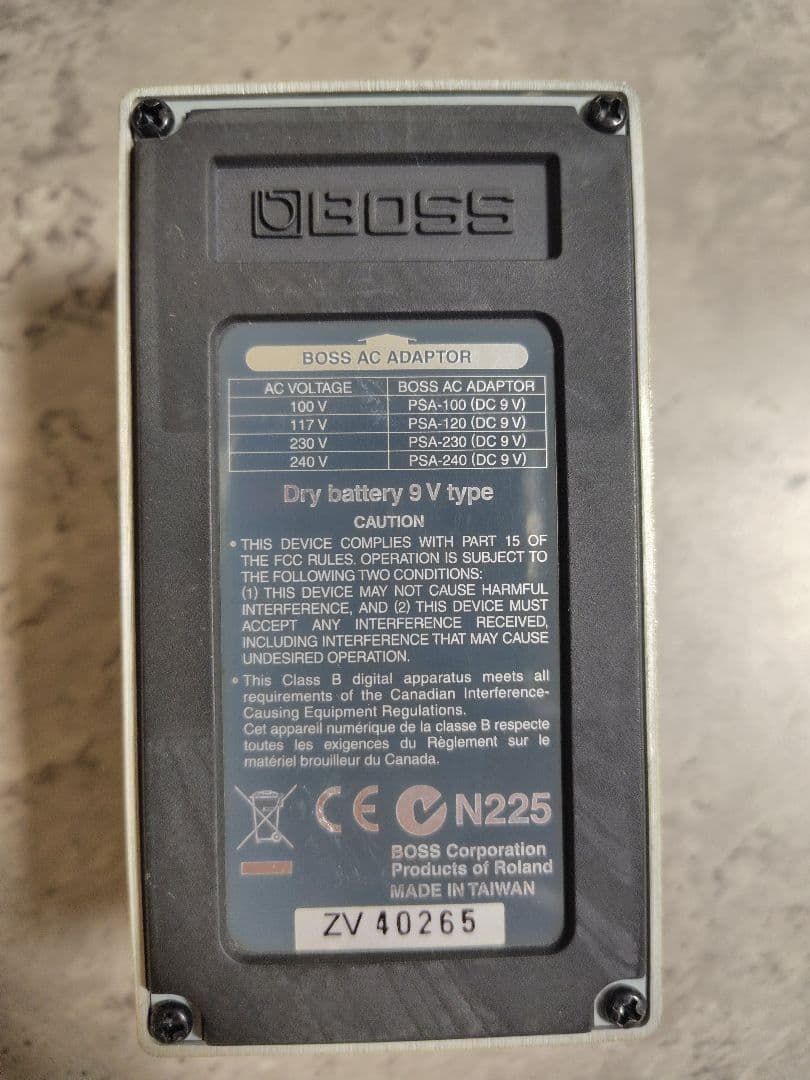 BOSS
BOSS AC ADAPTOR
AC VOLTAGE BOSS AC ADAPTOR
100 V PSA-100 (DC 9 V)
117 V PSA-120 (DC 9 V)
230 V PSA-230 (DC 9 V)
240 V PSA-240 (DC 9 V)
Dry battery 9 V type
CAUTION
• THIS DEVICE COMPLIES WITH PART 15 OF
THE FCC RULES. OPERATION IS SUBJECT TO
THE FOLLOWING TWO CONDITIONS:
(1) THIS DEVICE MAY NOT CAUSE HARMFUL
INTERFERENCE, AND (2) THIS DEVICE MUST
ACCEPT ANY INTERFERENCE RECEIVED,
INCLUDING INTERFERENCE THAT MAY CAUSE
UNDESIRED OPERATION.
• This Class B digital apparatus meets all
requirements of the Canadian Interference-
Causing Equipment Regulations.
Cet appareil numérique de la classe B respecte
toutes les exigences du Règlement sur le
matériel brouilleur du Canada.
CE N225
BOSS Corporation
Products of Roland
MADE IN TAIWAN
ZV 40265